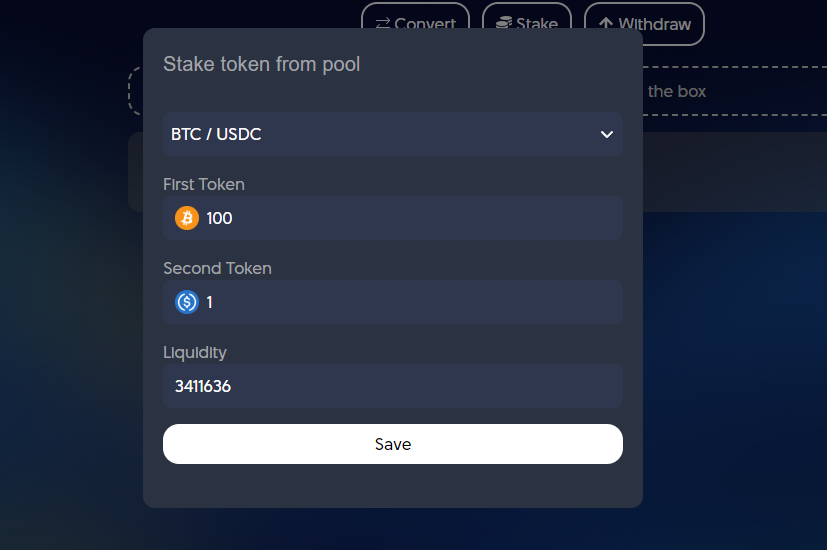 Convert Stake Withdraw
Stake token from pool
the box
BTC / USDC
First Token
100
Second Token
1
Liquidity
3411636
Save